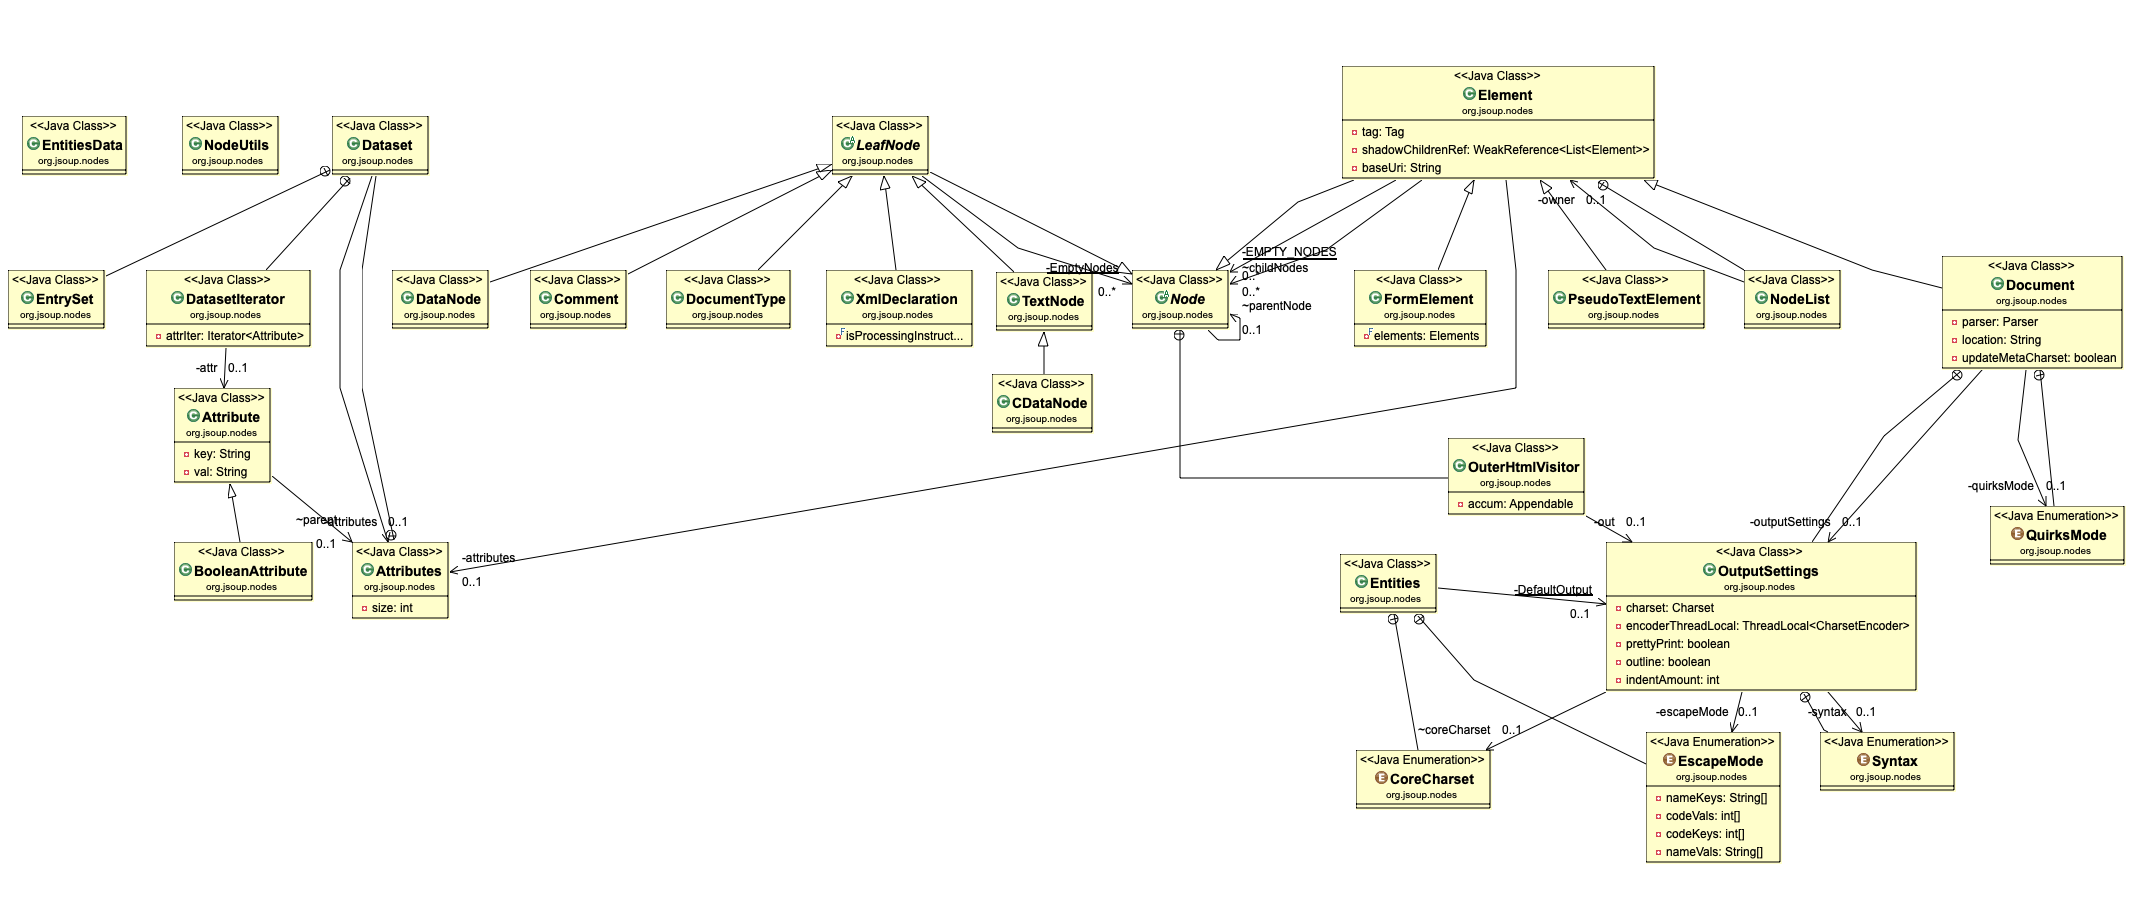 <<Java Class>>
Element
org.jsoup.nodes
tag: Tag
shadowChildrenRef: WeakReference<List<Element>>
baseUri: String
<<Java Class>>
EntitiesData
org.jsoup.nodes
<<Java Class>>
NodeUtils
org.jsoup.nodes
<<Java Class>>
Dataset
org.jsoup.nodes
<<Java Class>>
LeafNode
org.jsoup.nodes
-owner 0..1
-EMPTY_NODES
~childNodes
0..*
0..*
~parentNode
0..1
-EmptyNodes
0..*
<<Java Class>>
EntrySet
org.jsoup.nodes
<<Java Class>>
DatasetIterator
org.jsoup.nodes
attrIter: Iterator<Attribute>
<<Java Class>>
DataNode
org.jsoup.nodes
<<Java Class>>
Comment
org.jsoup.nodes
<<Java Class>>
DocumentType
org.jsoup.nodes
<<Java Class>>
XmlDeclaration
org.jsoup.nodes
isProcessingInstruct...
<<Java Class>>
TextNode
org.jsoup.nodes
<<Java Class>>
Node
org.jsoup.nodes
<<Java Class>>
FormElement
org.jsoup.nodes
elements: Elements
<<Java Class>>
PseudoTextElement
org.jsoup.nodes
<<Java Class>>
NodeList
org.jsoup.nodes
<<Java Class>>
Document
org.jsoup.nodes
parser: Parser
location: String
updateMetaCharset: boolean
-attr 0..1
<<Java Class>>
Attribute
org.jsoup.nodes
key: String
val: String
<<Java Class>>
CDataNode
org.jsoup.nodes
<<Java Class>>
OuterHtmlVisitor
org.jsoup.nodes
accum: Appendable
-quirksMode 0..1
~parent
0..1
-attributes 0..1
-out 0..1
-outputSettings 0..1
<<Java Enumeration>>
QuirksMode
org.jsoup.nodes
<<Java Class>>
BooleanAttribute
org.jsoup.nodes
<<Java Class>>
Attributes
org.jsoup.nodes
size: int
-attributes
0..1
<<Java Class>>
Entities
org.jsoup.nodes
-DefaultOutput
0..1
<<Java Class>>
OutputSettings
org.jsoup.nodes
charset: Charset
encoderThreadLocal: ThreadLocal<CharsetEncoder>
prettyPrint: boolean
outline: boolean
indentAmount: int
~coreCharset 0..1
-escapeMode 0..1
-syntax 0..1
<<Java Enumeration>>
CoreCharset
org.jsoup.nodes
<<Java Enumeration>>
EscapeMode
org.jsoup.nodes
nameKeys: String[]
codeVals: int[]
codeKeys: int[]
nameVals: String[]
<<Java Enumeration>>
Syntax
org.jsoup.nodes